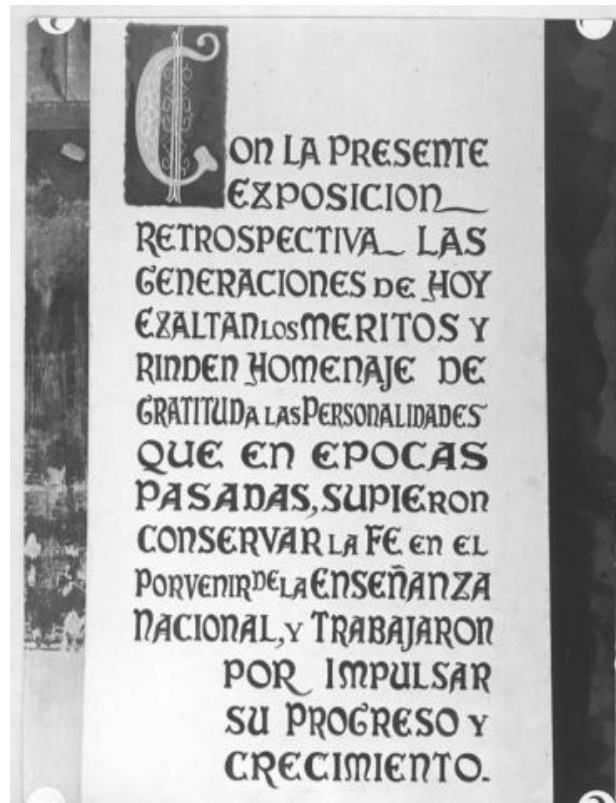 CON LA PRESENTE
EXPOSICION
RETROSPECTIVA LAS
GENERACIONES DE HOY
EXALTAN LOS MERITOS Y
RINDEN HOMENAJE DE
GRATITUD A LAS PERSONALIDADES
QUE EN EPOCAS
PASADAS, SUPIERON
CONSERVAR LA FE EN EL
PORVENIR DE LA ENSEÑANZA
NACIONAL, Y TRABAJARON
POR IMPULSAR
SU PROGRESO Y
CRECIMIENTO.